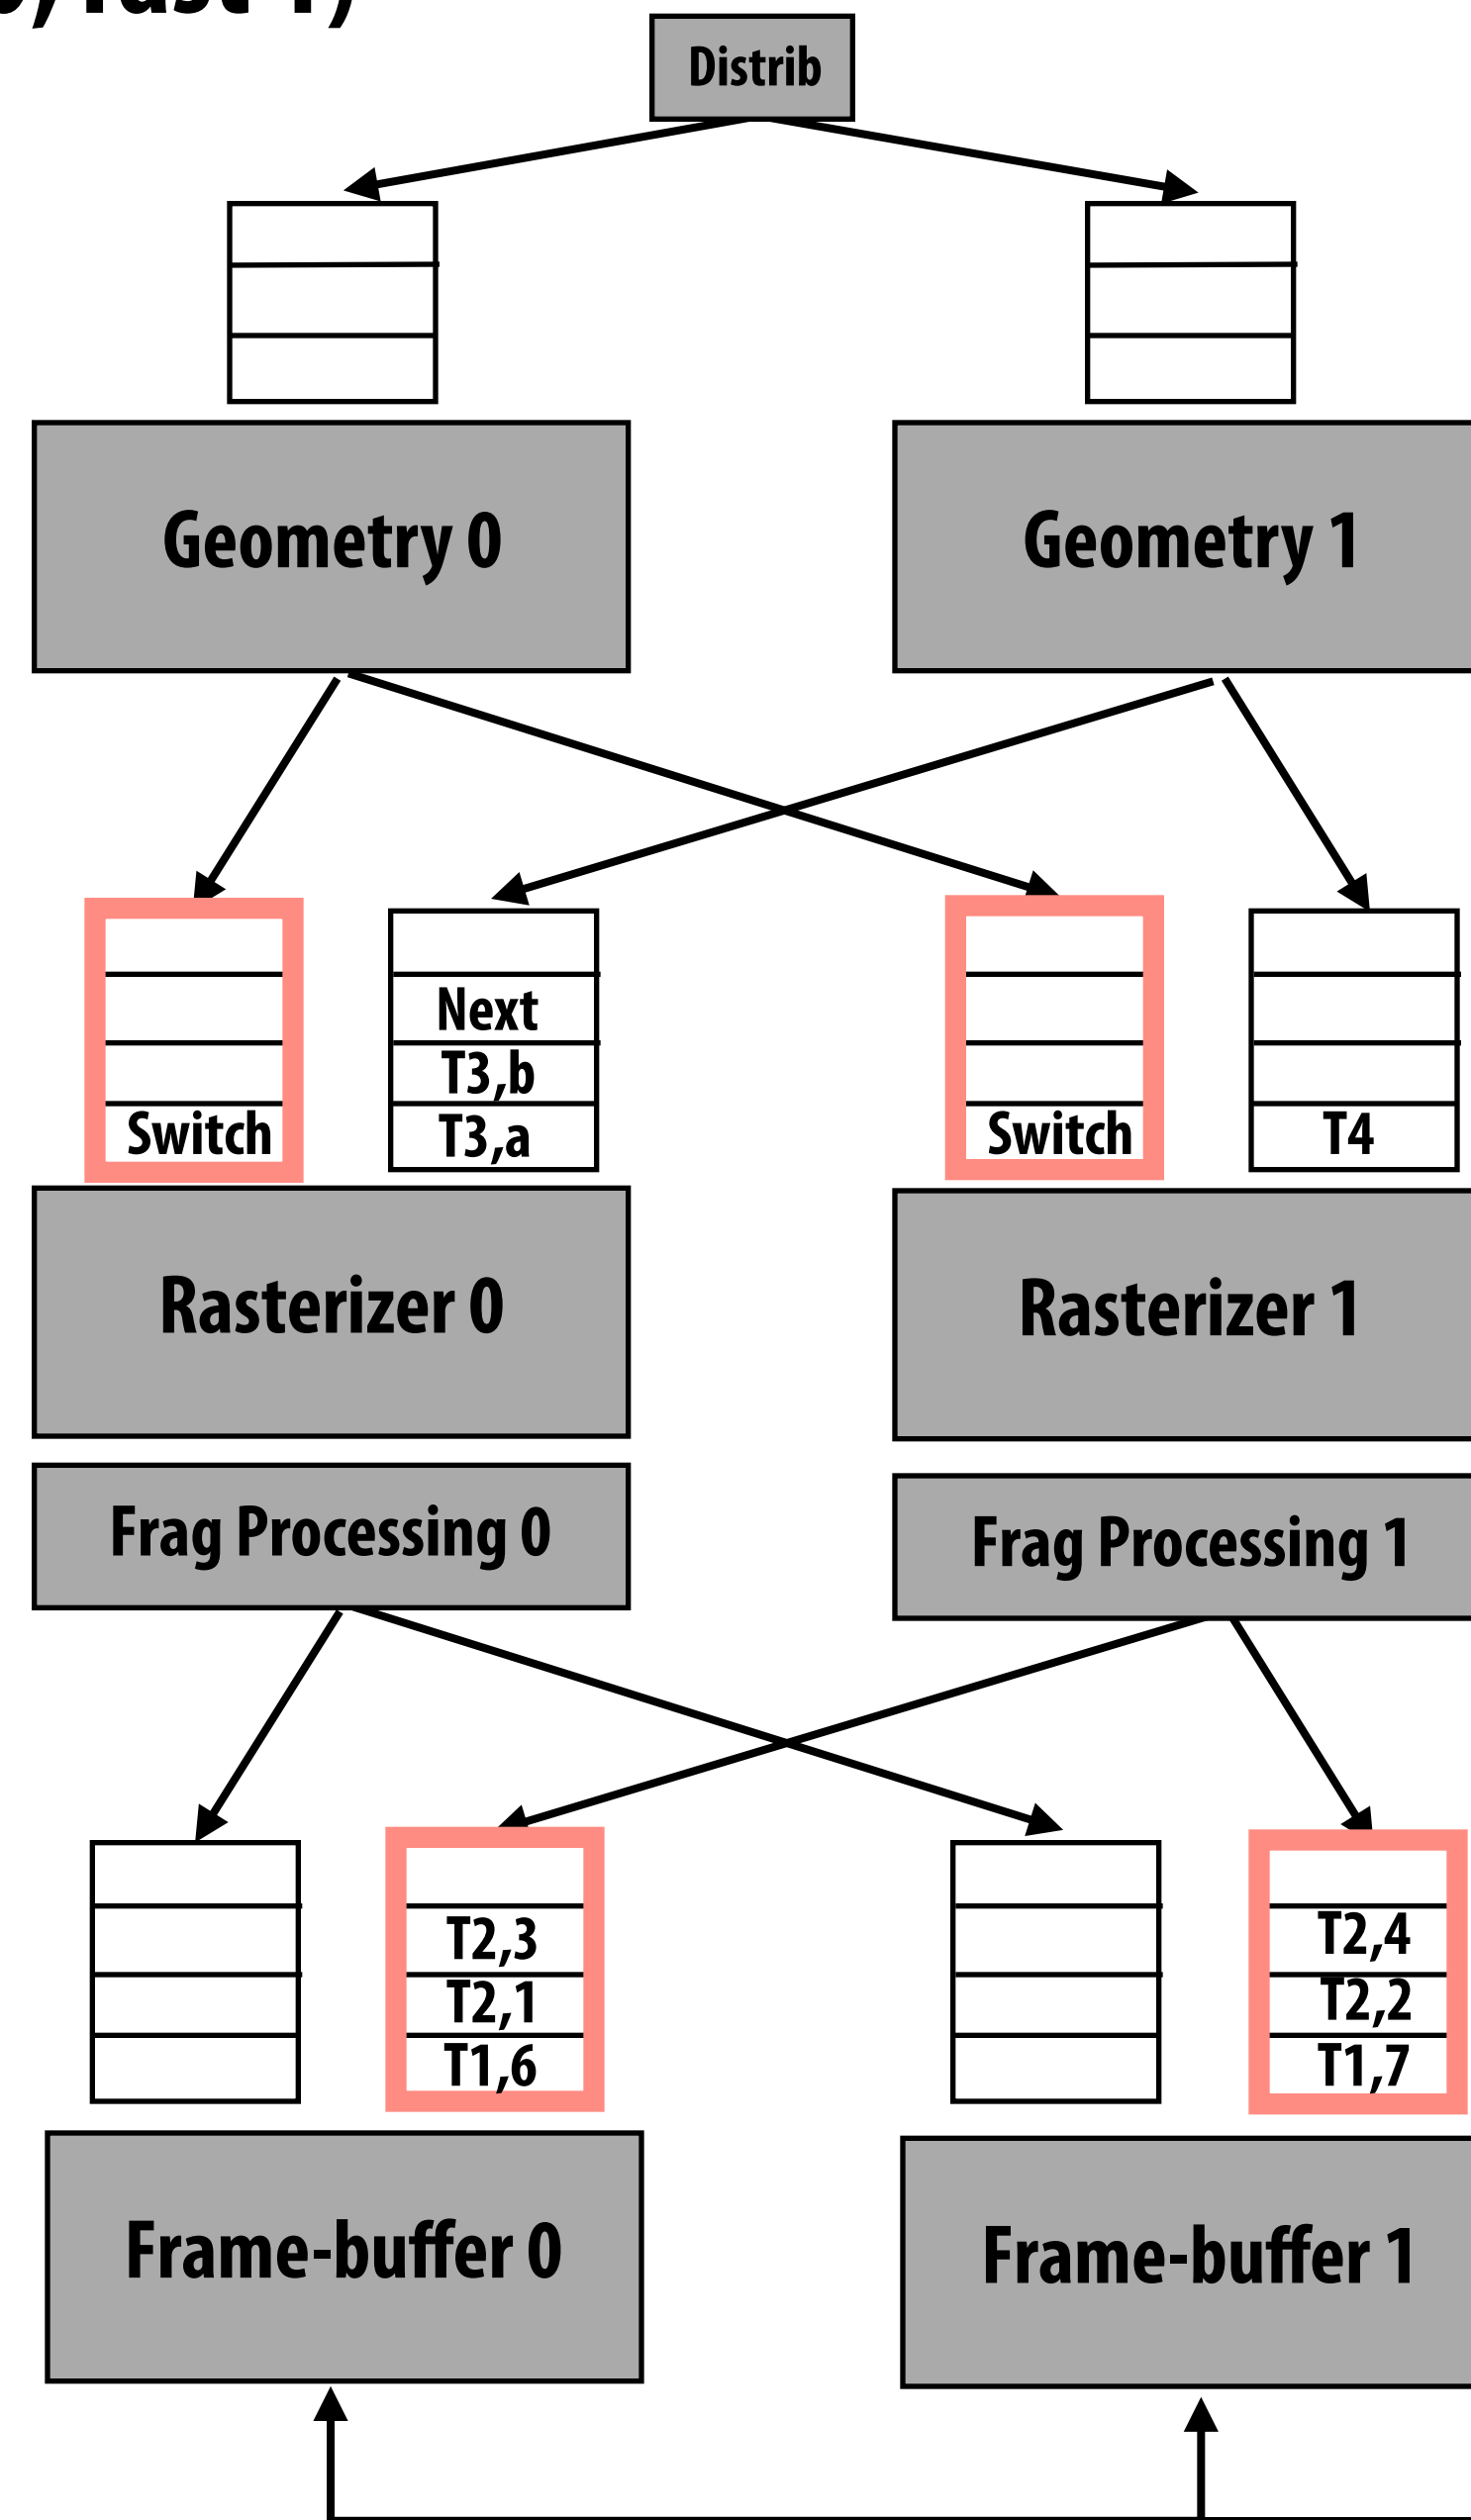 Distrib
Geometry 0
Geometry 1
Next
T3,b
Switch
T3,a
Switch
T4
Rasterizer 0
Rasterizer 1
Frag Processing 0
Frag Processing 1
T2,3
T2,1
T1,6
T2,4
T2,2
T1,7
Frame-buffer 0
Frame-buffer 1